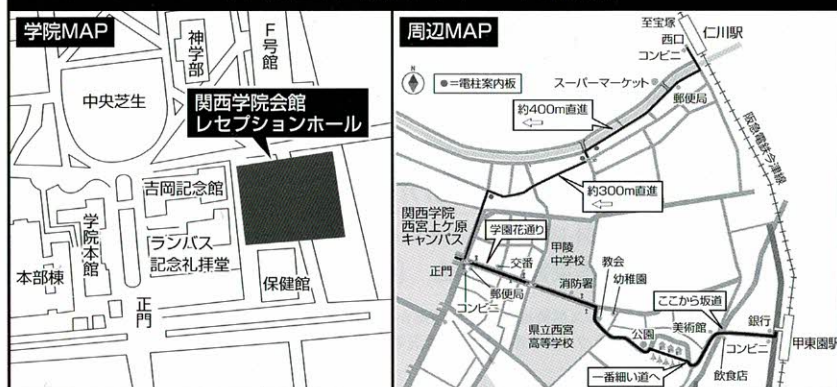 学院MAP
神学部
F号館
中央芝生
関西学院会館
レセプションホール
吉岡記念館
学院本館
ランバス
記念礼拝堂
本部棟
保健館
正門
周辺MAP
N
●=電柱案内板
至宝塚
仁川駅
西口
コンビニ
スーパーマーケット
郵便局
約400m直進
阪急電鉄今津線
約300m直進
関西学院
西宮上ケ原
キャンパス
学園花通り
甲陵
中学校
教会
幼稚園
正門
交番
消防署
郵便局
コンビニ
ここから坂道
県立西宮
高等学校
公園
美術館
銀行
甲東園駅
コンビニ
一番細い道へ
飲食店